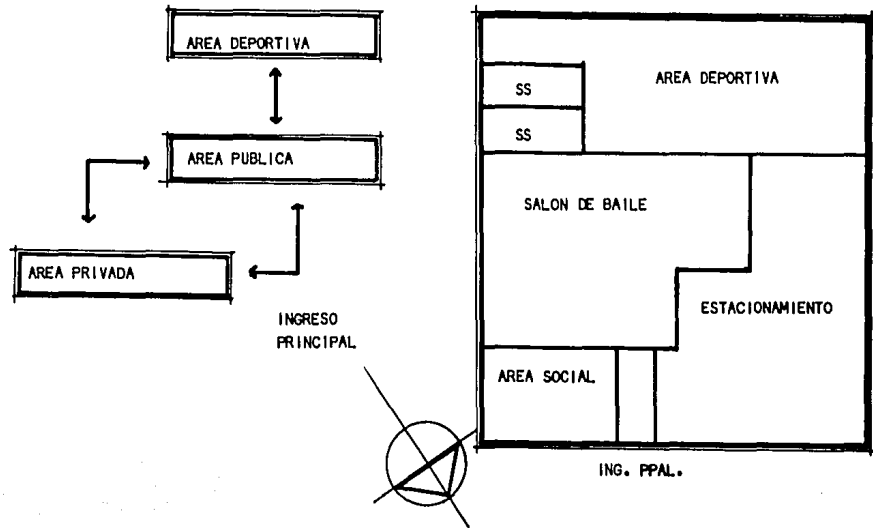 AREA DEPORTIVA
AREA PUBLICA
AREA PRIVADA
INGRESO
PRINCIPAL
AREA DEPORTIVA
SS
SS
SALON DE BAILE
ESTACIONAMIENTO
AREA SOCIAL
ING. PPAL.